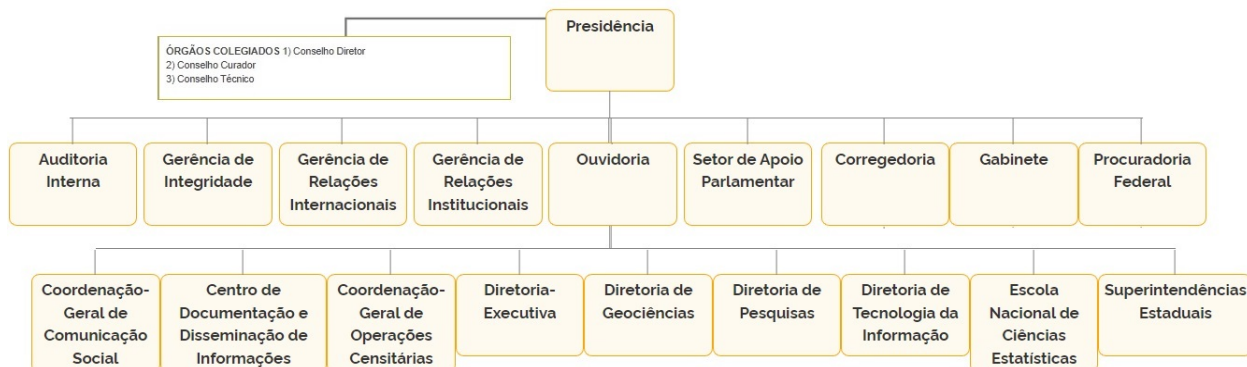 Presidência
ÓRGÃOS COLEGIADOS 1) Conselho Diretor
2) Conselho Curador
3) Conselho Técnico
Auditoria
Interna
Gerência de
Integridade
Gerência de
Relações
Internacionais
Gerência de
Relações
Institucionais
Ouvidoria
Setor de Apoio
Parlamentar
Corregedoria
Gabinete
Procuradoria
Federal
Coordenação-
Geral de
Comunicação
Social
Centro de
Documentação e
Disseminação de
Informações
Coordenação-
Geral de
Operações
Censitárias
Diretoria-
Executiva
Diretoria de
Geociências
Diretoria de
Pesquisas
Diretoria de
Tecnologia da
Informação
Escola
Nacional de
Ciências
Estatísticas
Superintendências
Estaduais